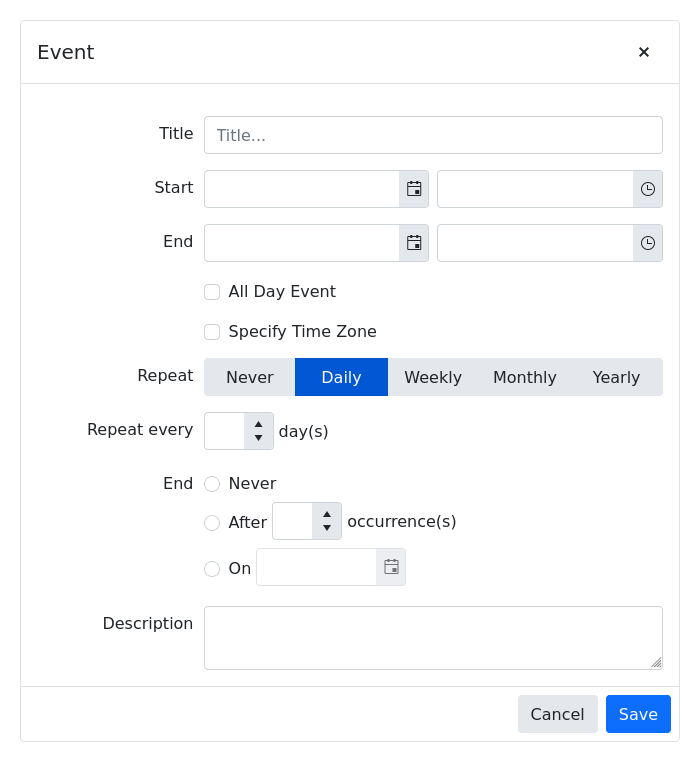 Event
Title Title...
Start
End
All Day Event
Specify Time Zone
Repeat Never Daily Weekly Monthly Yearly
Repeat every day(s)
End Never
After occurrence(s)
On
Description
Cancel Save